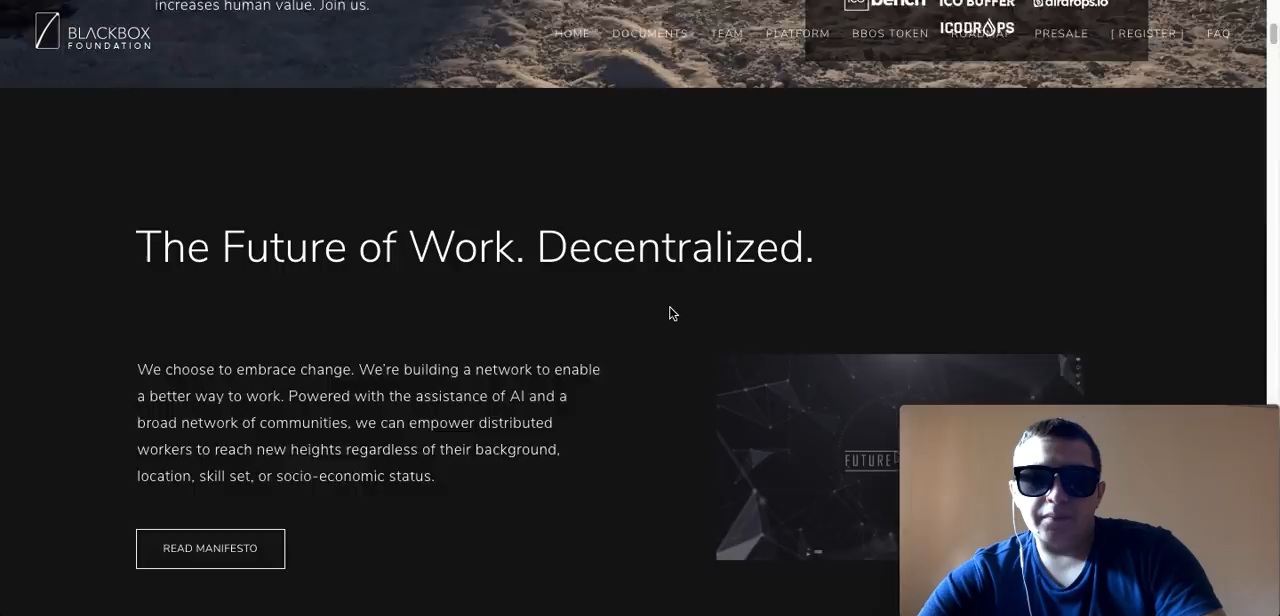 increases human value. Join us.
ICO bench ICO BUFFER airdrops.io
ICODROPS
BLACKBOX
FOUNDATION
HOME DOCUMENTS TEAM PLATFORM BBOS TOKEN ROADMAP PRESALE [ REGISTER ] FAQ
The Future of Work. Decentralized.
We choose to embrace change. We're building a network to enable
a better way to work. Powered with the assistance of AI and a
broad network of communities, we can empower distributed
workers to reach new heights regardless of their background,
location, skill set, or socio-economic status.
FUTURE
READ MANIFESTO